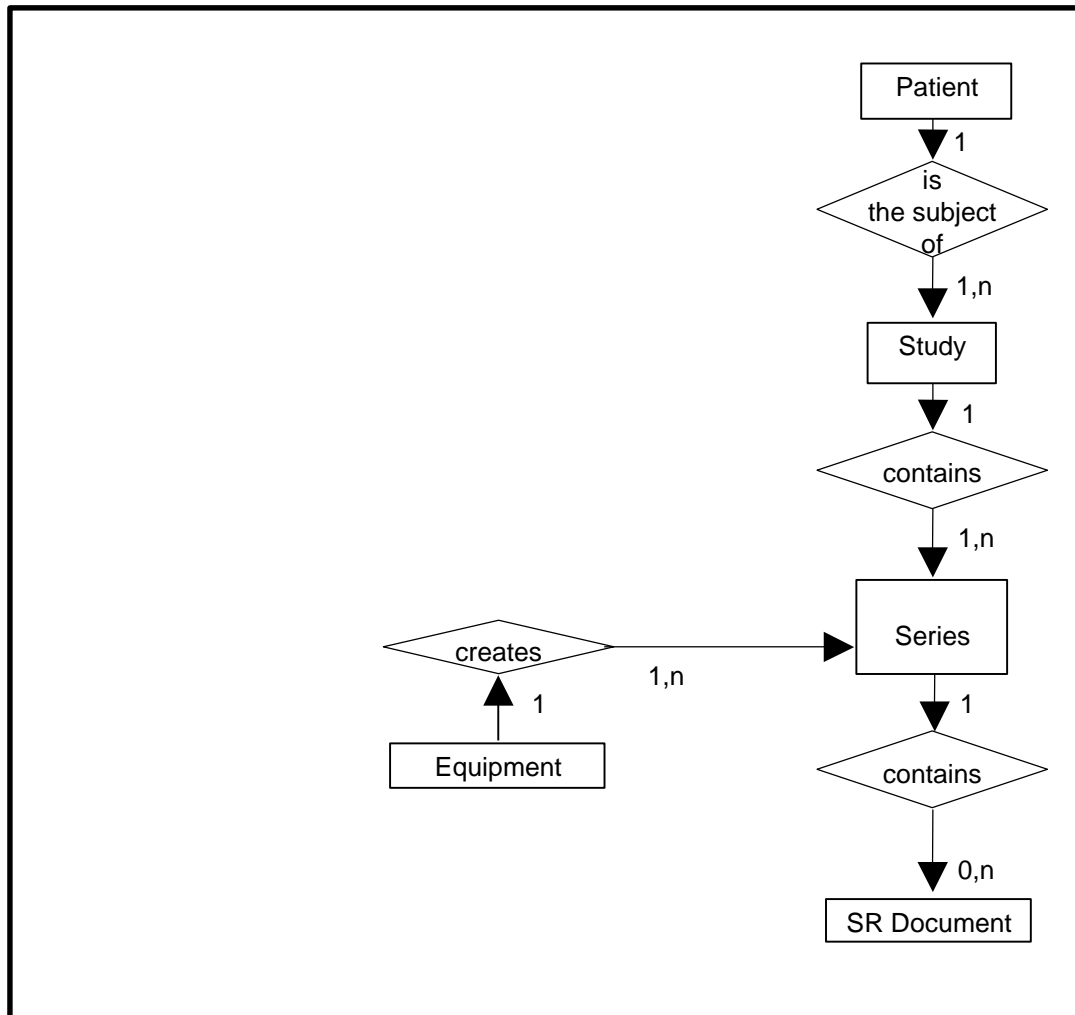 Patient
1
is
the subject
of
1,n
Study
1
contains
1,n
Series
creates
1,n
1
1
Equipment
contains
0,n
SR Document